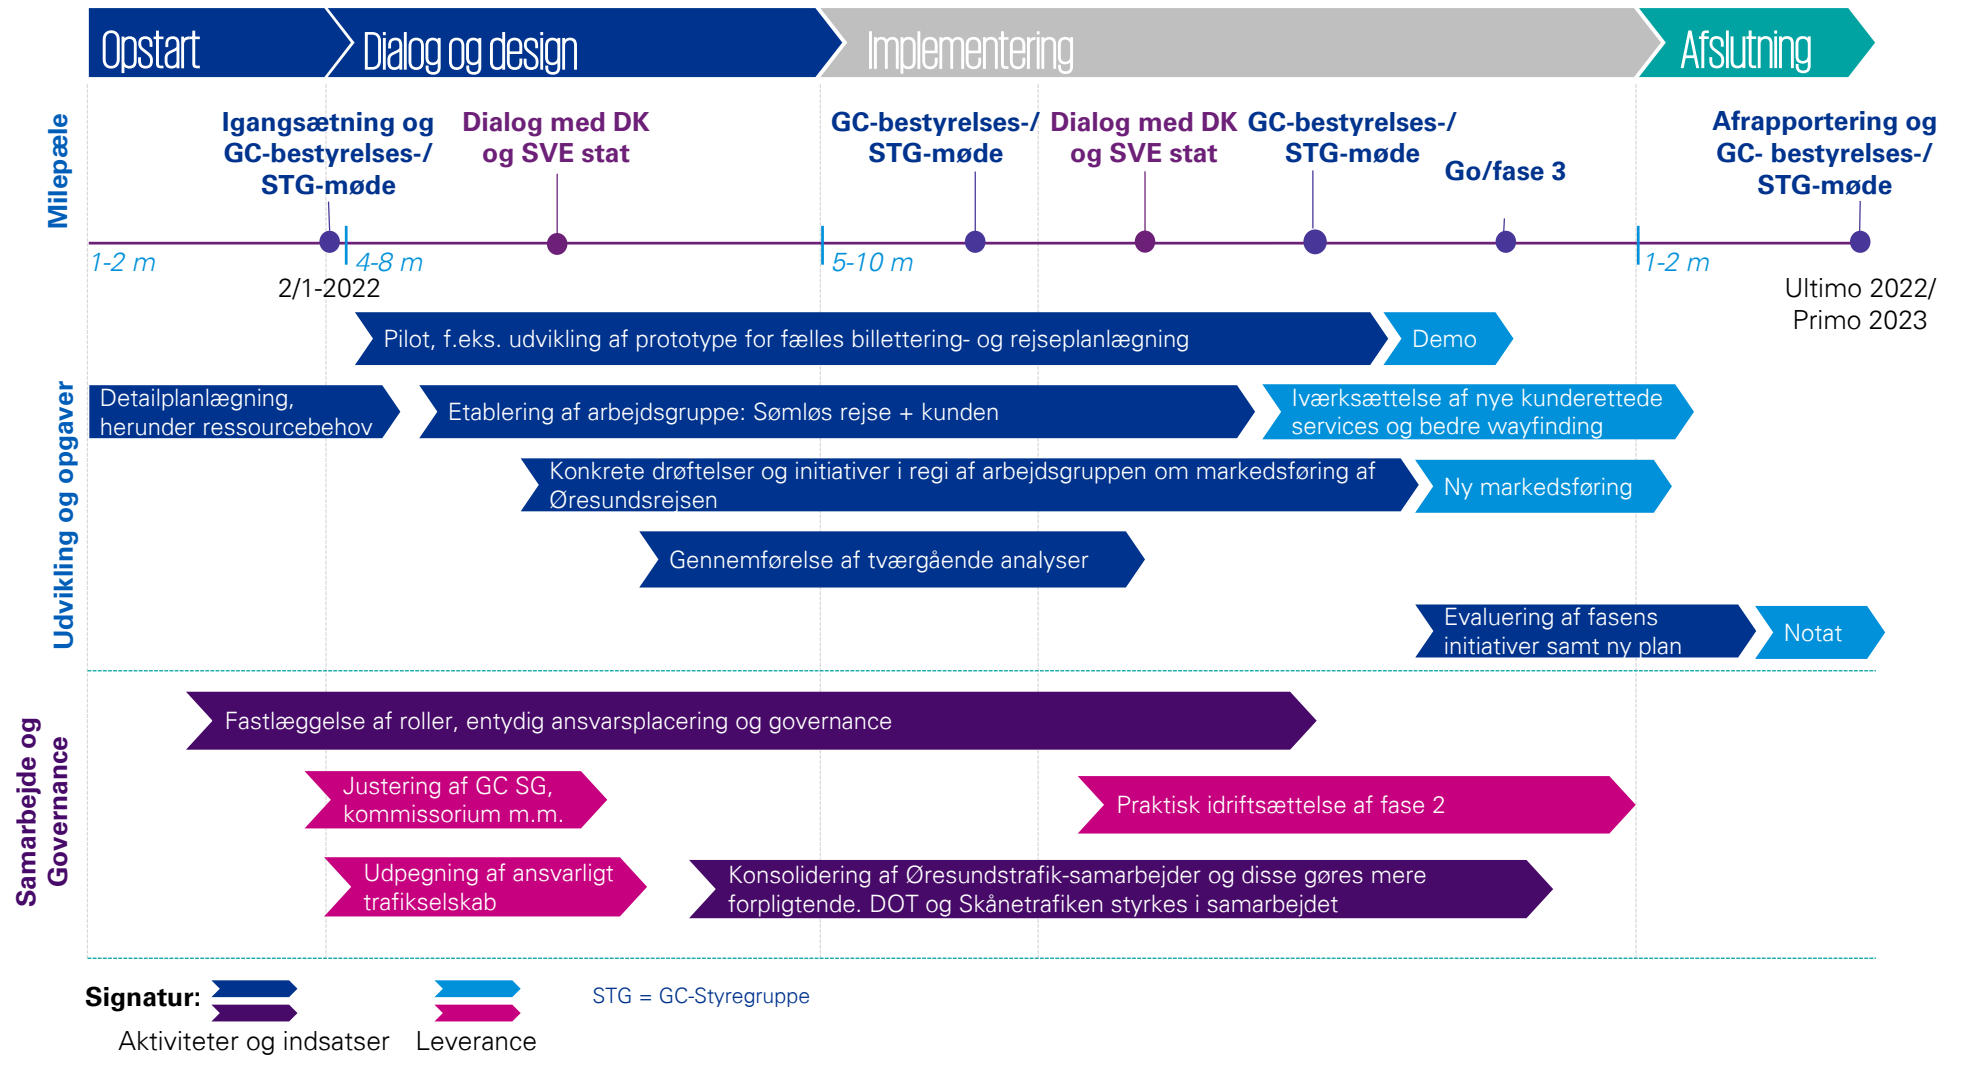 Opstart
Dialog og design
Implementering
Afslutning
Milepæle
Igangsætning og
GC-bestyrelses-/
STG-møde
Dialog med DK
og SVE stat
GC-bestyrelses-/
STG-møde
Dialog med DK
og SVE stat
GC-bestyrelses-/
STG-møde
Go/fase 3
Afrapportering og
GC- bestyrelses-/
STG-møde
1-2 m
4-8 m
5-10 m
1-2 m
2/1-2022
Ultimo 2022/
Primo 2023
Udvikling og opgaver
Pilot, f.eks. udvikling af prototype for fælles billettering- og rejseplanlægning
Demo
Detailplanlægning,
herunder ressourcebehov
Etablering af arbejdsgruppe: Sømløs rejse + kunden
Iværksættelse af nye kunderettede
services og bedre wayfinding
Konkrete drøftelser og initiativer i regi af arbejdsgruppen om markedsføring af
Øresundsrejsen
Ny markedsføring
Gennemførelse af tværgående analyser
Evaluering af fasens
initiativer samt ny plan
Notat
Samarbejde og
Governance
Fastlæggelse af roller, entydig ansvarsplacering og governance
Justering af GC SG,
kommissorium m.m.
Praktisk idriftsættelse af fase 2
Udpegning af ansvarligt
trafikselskab
Konsolidering af Øresundstrafik-samarbejder og disse gøres mere
forpligtende. DOT og Skånetrafiken styrkes i samarbejdet
Signatur:
Aktiviteter og indsatser
Leverance
STG = GC-Styregruppe